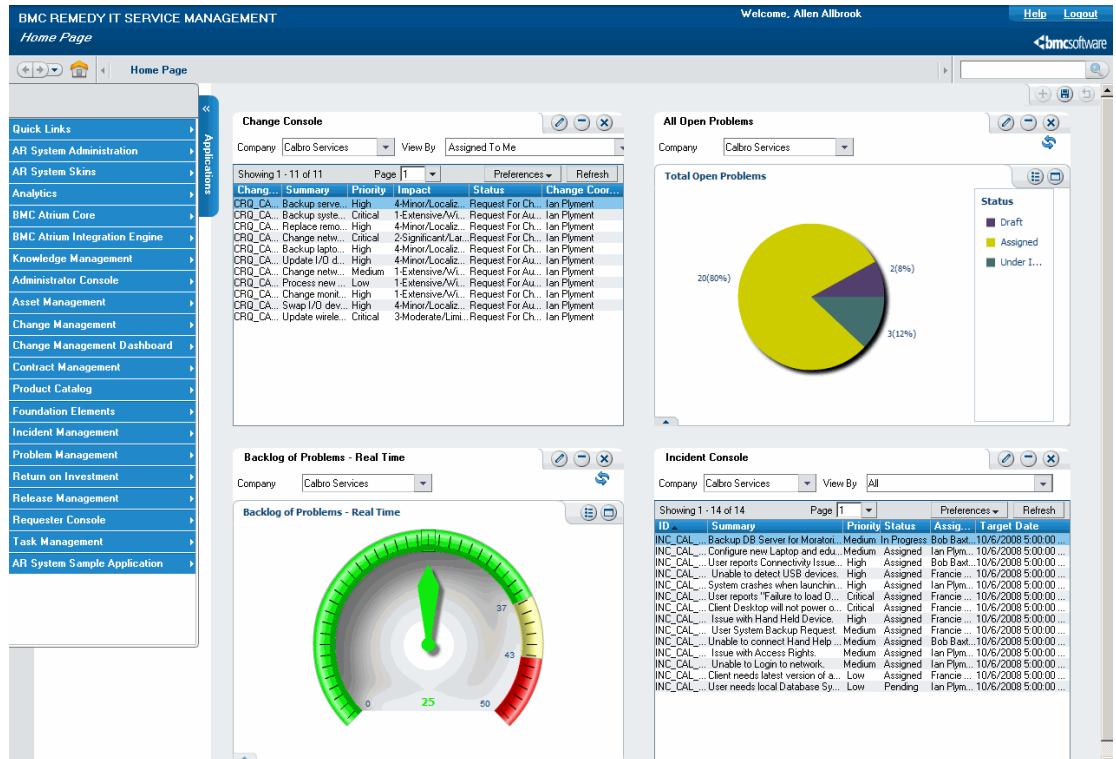 BMC REMEDY IT SERVICE MANAGEMENT
Welcome, Allen Allbrook
Help Logout
Home Page
bmcsoftware
Home Page
Applications
Quick Links
AR System Administration
AR System Skins
Analytics
BMC Atrium Core
BMC Atrium Integration Engine
Knowledge Management
Administrator Console
Asset Management
Change Management
Change Management Dashboard
Contract Management
Product Catalog
Foundation Elements
Incident Management
Problem Management
Return on Investment
Release Management
Requester Console
Task Management
AR System Sample Application
Change Console
Company Calbro Services View By Assigned To Me
Showing 1 - 11 of 11 Page 1 Preferences Refresh
Chang... Summary Priority Impact Status Change Coor...
CRQ_CA... Backup serve... High 4-Minor/Localiz... Request For Ch... Ian Plyment
CRQ_CA... Backup syste... Critical 1-Extensive/Wi... Request For Au... Ian Plyment
CRQ_CA... Replace remo... High 4-Minor/Localiz... Request For Ch... Ian Plyment
CRQ_CA... Change netw... Critical 2-Significant/Lar... Request For Ch... Ian Plyment
CRQ_CA... Backup lapto... High 4-Minor/Localiz... Request For Ch... Ian Plyment
CRQ_CA... Update I/O d... High 4-Minor/Localiz... Request For Au... Ian Plyment
CRQ_CA... Change netw... Medium 1-Extensive/Wi... Request For Au... Ian Plyment
CRQ_CA... Process new ... Low 1-Extensive/Wi... Request For Au... Ian Plyment
CRQ_CA... Change monit... High 1-Extensive/Wi... Request For Ch... Ian Plyment
CRQ_CA... Swap I/O dev... High 4-Minor/Localiz... Request For Au... Ian Plyment
CRQ_CA... Update wirele... Critical 3-Moderate/Limi... Request For Ch... Ian Plyment
All Open Problems
Company Calbro Services
Total Open Problems
Status
Draft
Assigned
Under I...
20(80%)
2(8%)
3(12%)
Backlog of Problems - Real Time
Company Calbro Services
Backlog of Problems - Real Time
37
43
0 25 50
Incident Console
Company Calbro Services View By All
Showing 1 - 14 of 14 Page 1 Preferences Refresh
ID Summary Priority Status Assig... Target Date
INC_CAL_... Backup DB Server for Moratori... Medium In Progress Bob Baxt... 10/6/2008 5:00:00 ...
INC_CAL_... Configure new Laptop and edu... Medium Assigned Ian Plym... 10/6/2008 5:00:00 ...
INC_CAL_... User reports Connectivity Issue... High Assigned Bob Baxt... 10/6/2008 5:00:00 ...
INC_CAL_... Unable to detect USB devices. High Assigned Francie ... 10/6/2008 5:00:00 ...
INC_CAL_... System crashes when launchin... High Assigned Ian Plym... 10/6/2008 5:00:00 ...
INC_CAL_... User reports "Failure to load O... Critical Assigned Francie ... 10/6/2008 5:00:00 ...
INC_CAL_... Client Desktop will not power o... Critical Assigned Francie ... 10/6/2008 5:00:00 ...
INC_CAL_... Issue with Hand Held Device. High Assigned Francie ... 10/6/2008 5:00:00 ...
INC_CAL_... User System Backup Request. Medium Assigned Francie ... 10/6/2008 5:00:00 ...
INC_CAL_... Unable to connect Hand Help ... Medium Assigned Bob Baxt... 10/6/2008 5:00:00 ...
INC_CAL_... Issue with Access Rights. Medium Assigned Ian Plym... 10/6/2008 5:00:00 ...
INC_CAL_... Unable to Login to network. Medium Assigned Ian Plym... 10/6/2008 5:00:00 ...
INC_CAL_... Client needs latest version of a... Low Assigned Francie ... 10/6/2008 5:00:00 ...
INC_CAL_... User needs local Database Sy... Low Pending Ian Plym... 10/6/2008 5:00:00 ...